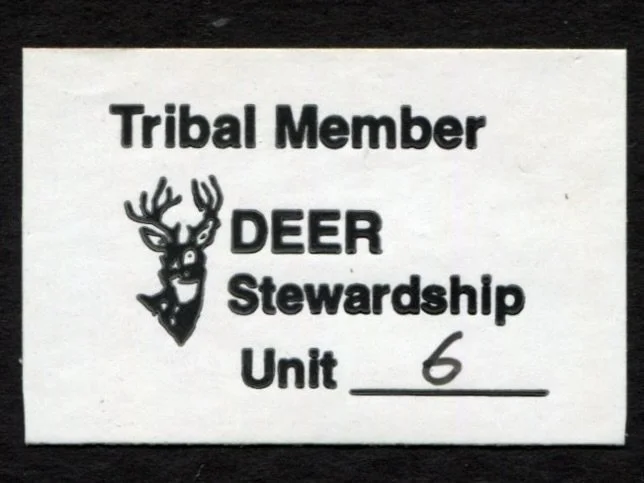 Tribal Member
DEER
Stewardship
Unit 6